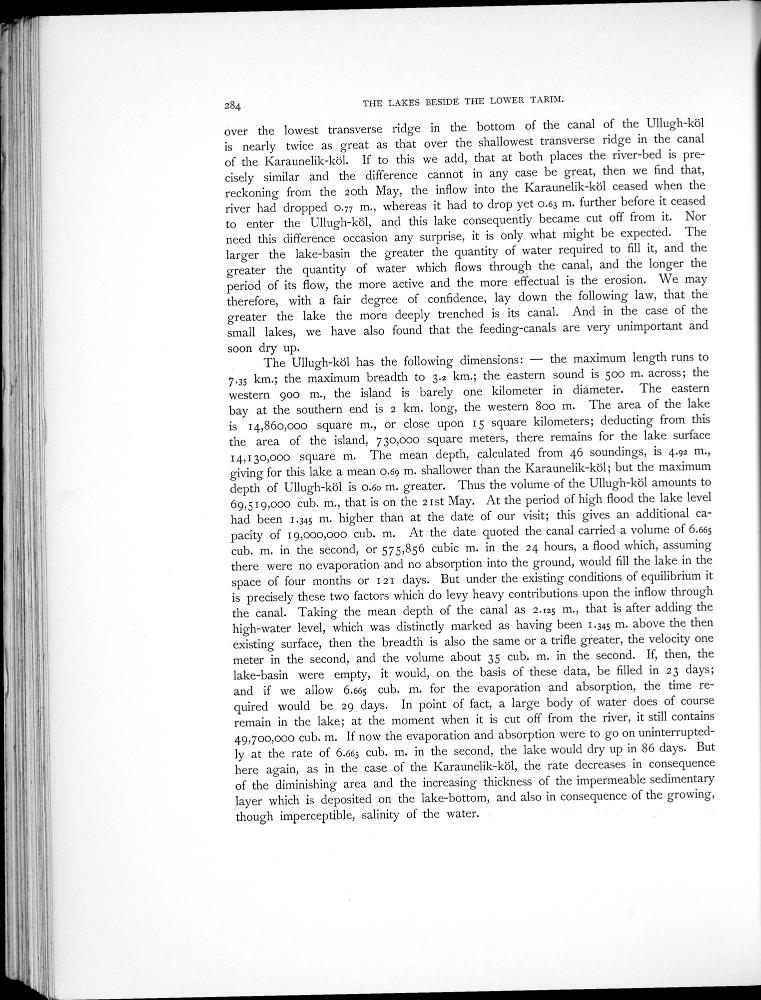 284
THE LAKES BESIDE THE LOWER TARIM.
over the lowest transverse ridge in the bottom of the canal of the Ullugh-köl
is nearly twice as great as that over the shallowest transverse ridge in the canal
of the Karaunelik-köl. If to this we add, that at both places the river-bed is pre-
cisely similar and the difference cannot in any case be great, then we find that,
reckoning from the 20th May, the inflow into the Karaunelik-köl ceased when the
river had dropped 0.77 m., whereas it had to drop yet 0.63 m. further before it ceased
to enter the Ullugh-köl, and this lake consequently became cut off from it. Nor
need this difference occasion any surprise, it is only what might be expected. The
larger the lake-basin the greater the quantity of water required to fill it, and the
greater the quantity of water which flows through the canal, and the longer the
period of its flow, the more active and the more effectual is the erosion. We may
therefore, with a fair degree of confidence, lay down the following law, that the
greater the lake the more deeply trenched is its canal. And in the case of the
small lakes, we have also found that the feeding-canals are very unimportant and
soon dry up.
The Ullugh-köl has the following dimensions: — the maximum length runs to
7.35 km.; the maximum breadth to 3.2 km.; the eastern sound is 500 m. across; the
western 900 m., the island is barely one kilometer in diameter. The eastern
bay at the southern end is 2 km. long, the western 800 m. The area of the lake
is 14,860,000 square m., or close upon 15 square kilometers; deducting from this
the area of the island, 730,000 square meters, there remains for the lake surface
14,130,000 square m. The mean depth, calculated from 46 soundings, is 4.92 m.,
giving for this lake a mean 0.69 m. shallower than the Karaunelik-köl; but the maximum
depth of Ullugh-köl is 0.60 m. greater. Thus the volume of the Ullugh-köl amounts to
69,519,000 cub. m., that is on the 21st May. At the period of high flood the lake level
had been 1.345 m. higher than at the date of our visit; this gives an additional ca-
pacity of 19,000,000 cub. m. At the date quoted the canal carried a volume of 6.665
cub. m. in the second, or 575,856 cubic m. in the 24 hours, a flood which, assuming
there were no evaporation and no absorption into the ground, would fill the lake in the
space of four months or 121 days. But under the existing conditions of equilibrium it
is precisely these two factors which do levy heavy contributions upon the inflow through
the canal. Taking the mean depth of the canal as 2.125 m., that is after adding the
high-water level, which was distinctly marked as having been 1.345 m. above the then
existing surface, then the breadth is also the same or a trifle greater, the velocity one
meter in the second, and the volume about 35 cub. m. in the second. If, then, the
lake-basin were empty, it would, on the basis of these data, be filled in 23 days;
and if we allow 6.665 cub. m. for the evaporation and absorption, the time re-
quired would be 29 days. In point of fact, a large body of water does of course
remain in the lake; at the moment when it is cut off from the river, it still contains
49,700,000 cub. m. If now the evaporation and absorption were to go on uninterrupted-
ly at the rate of 6.665 cub. m. in the second, the lake would dry up in 86 days. But
here again, as in the case of the Karaunelik-köl, the rate decreases in consequence
of the diminishing area and the increasing thickness of the impermeable sedimentary
layer which is deposited on the lake-bottom, and also in consequence of the growing,
though imperceptible, salinity of the water.